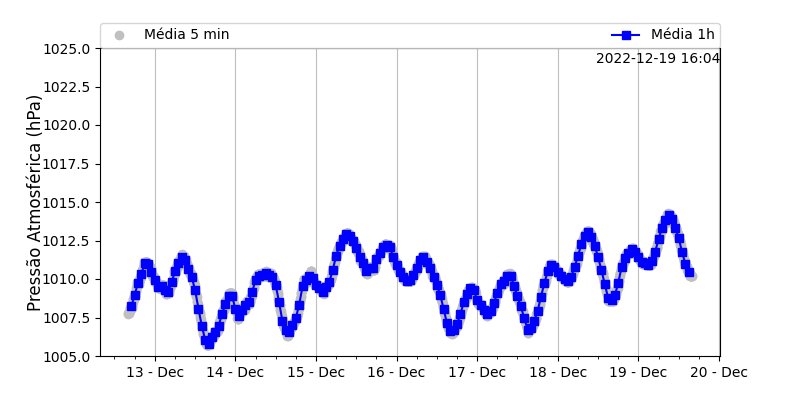 Média 5 min
Média 1h
2022-12-19 16:04
Pressão Atmosférica (hPa)
1025.0
1022.5
1020.0
1017.5
1015.0
1012.5
1010.0
1007.5
1005.0
13 - Dec
14 - Dec
15 - Dec
16 - Dec
17 - Dec
18 - Dec
19 - Dec
20 - Dec